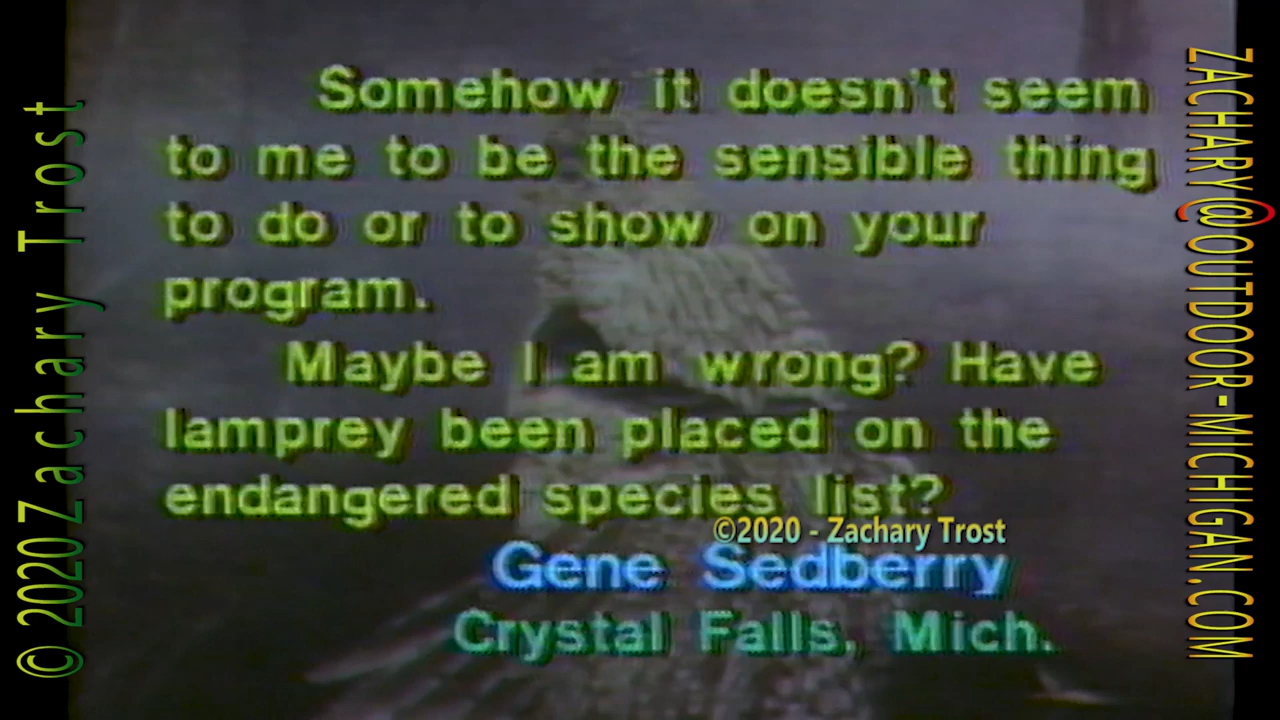 Somehow it doesn't seem
to me to be the sensible thing
to do or to show on your
program.
Maybe I am wrong? Have
lamprey been placed on the
endangered species list?
©2020 - Zachary Trost
Gene Sedberry
Crystal Falls, Mich.
© 2020 Zachary Trost
ZACHARY@OUTDOOR-MICHIGAN.COM